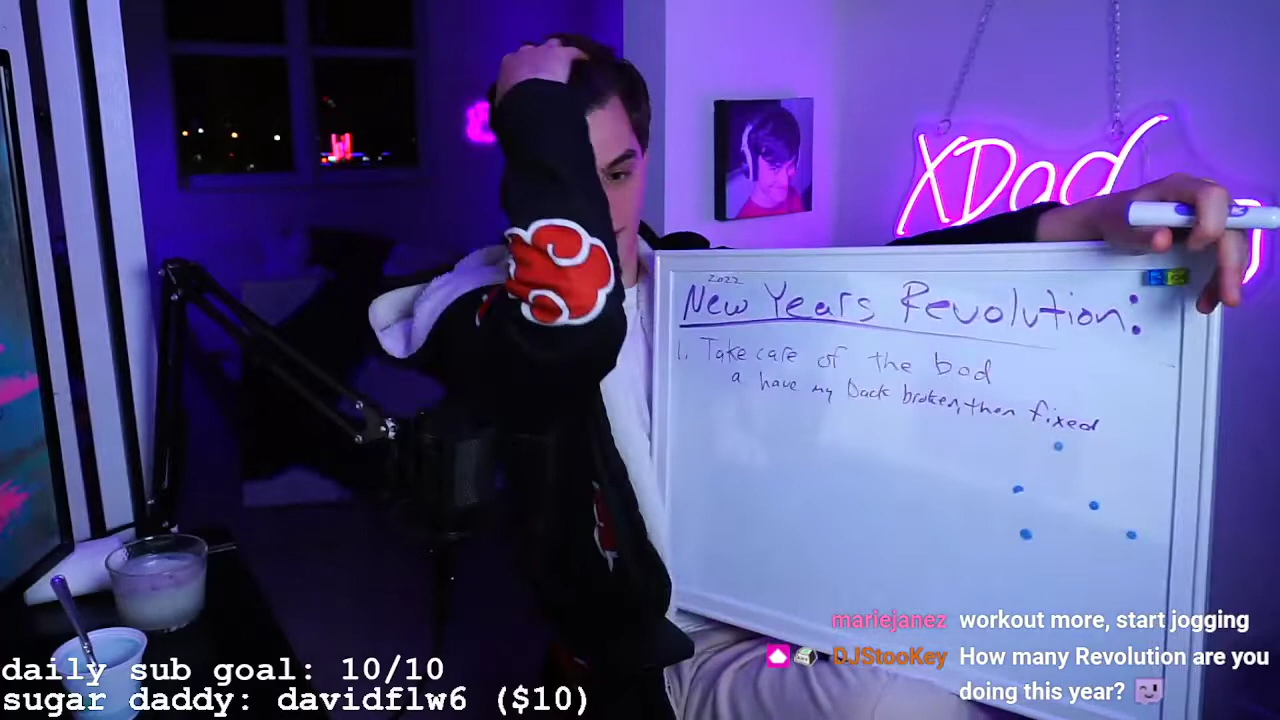 XDad
2022
New Years Revolution:
1. Take care of the bod
a have my back broken, then fixed
mariejanez workout more, start jogging
DJStooKey How many Revolution are you
doing this year?
daily sub goal: 10/10
sugar daddy: davidflw6 ($10)